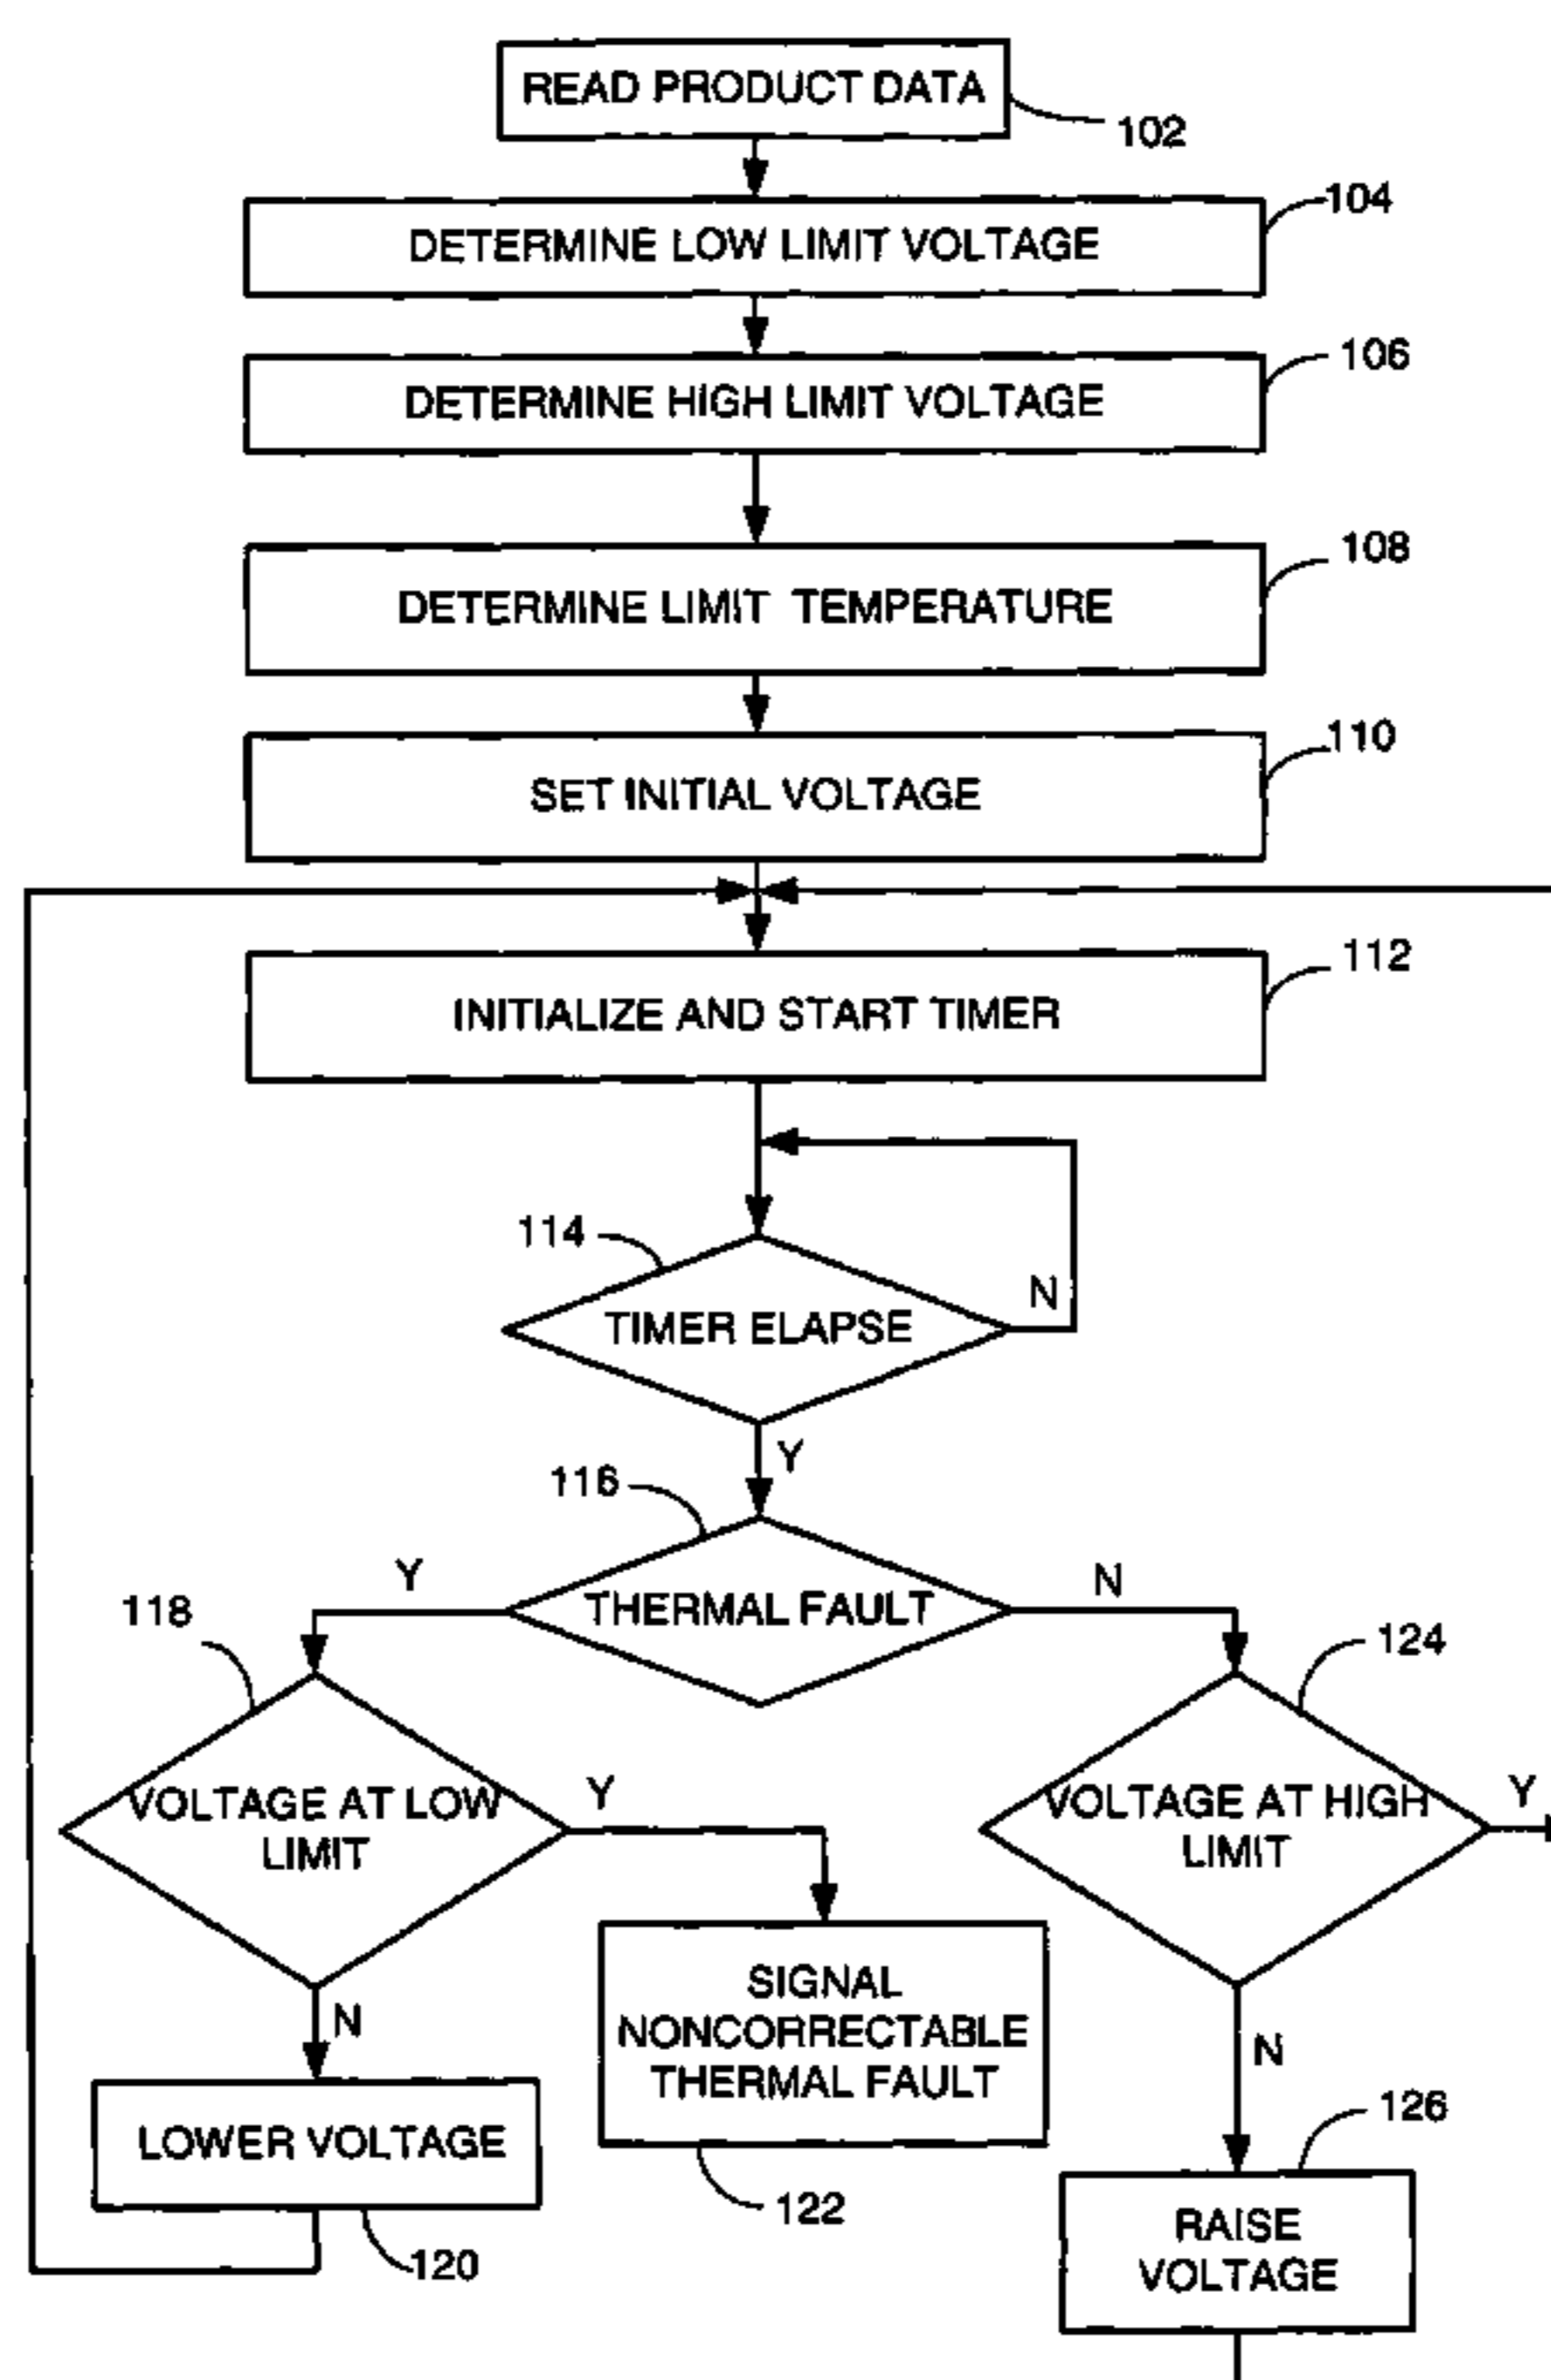 READ PRODUCT DATA
102
DETERMINE LOW LIMIT VOLTAGE
104
DETERMINE HIGH LIMIT VOLTAGE
106
DETERMINE LIMIT TEMPERATURE
108
SET INITIAL VOLTAGE
110
INITIALIZE AND START TIMER
112
114
TIMER ELAPSE
N
Y
116
THERMAL FAULT
Y
N
118
VOLTAGE AT LOW
LIMIT
Y
N
124
VOLTAGE AT HIGH
LIMIT
Y
N
SIGNAL
NONCORRECTABLE
THERMAL FAULT
122
LOWER VOLTAGE
120
126
RAISE
VOLTAGE